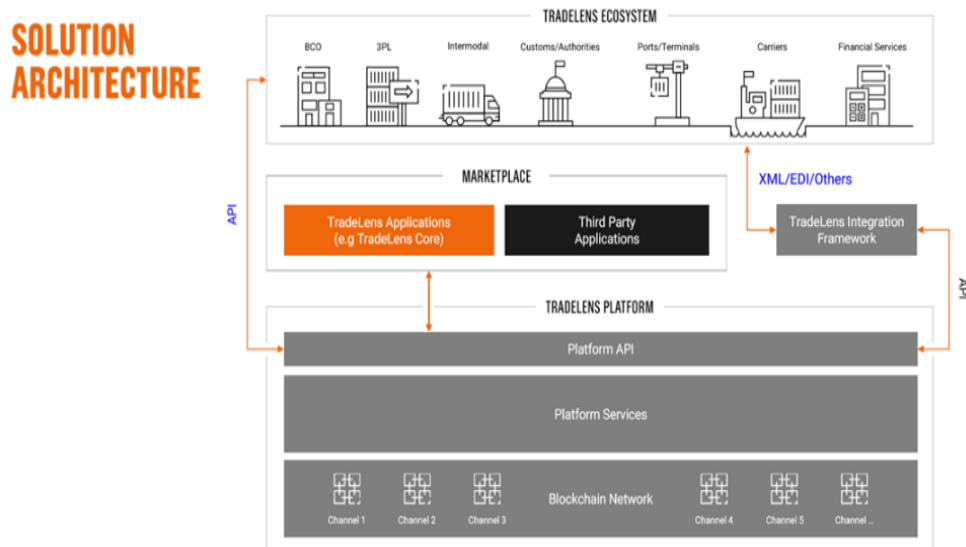 SOLUTION
ARCHITECTURE
TRADELENS ECOSYSTEM
BCO
3PL
Intermodal
Customs/Authorities
Ports/Terminals
Carriers
Financial Services
API
MARKETPLACE
TradeLens Applications
(e.g TradeLens Core)
Third Party
Applications
XML/EDI/Others
TradeLens Integration
Framework
API
TRADELENS PLATFORM
Platform API
Platform Services
Blockchain Network
Channel 1
Channel 2
Channel 3
Channel 4
Channel 5
Channel ...